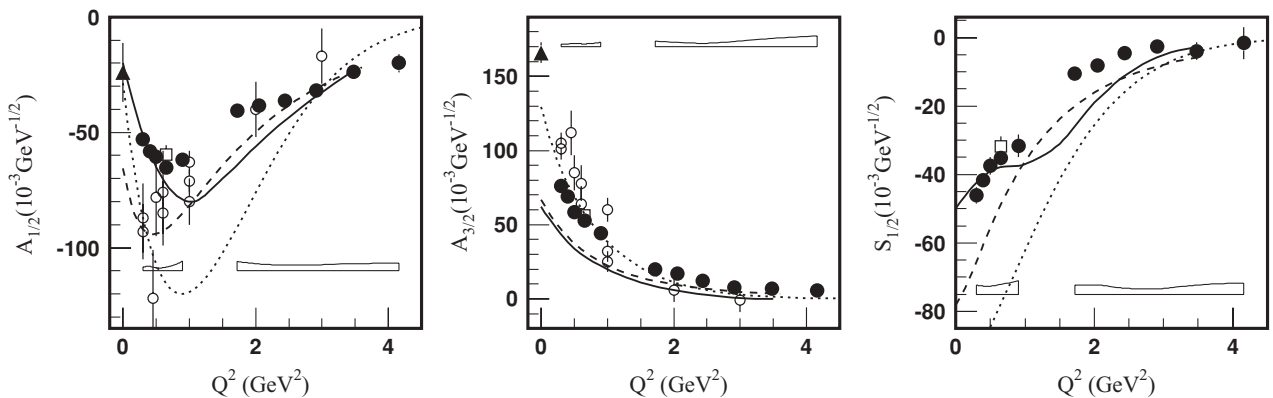 0
-50
-100
A1/2(10-3GeV-1/2)
0 2 4
Q2 (GeV2)
150
100
50
0
A3/2(10-3GeV-1/2)
0 2 4
Q2 (GeV2)
0
-20
-40
-60
-80
S1/2(10-3GeV-1/2)
0 2 4
Q2 (GeV2)